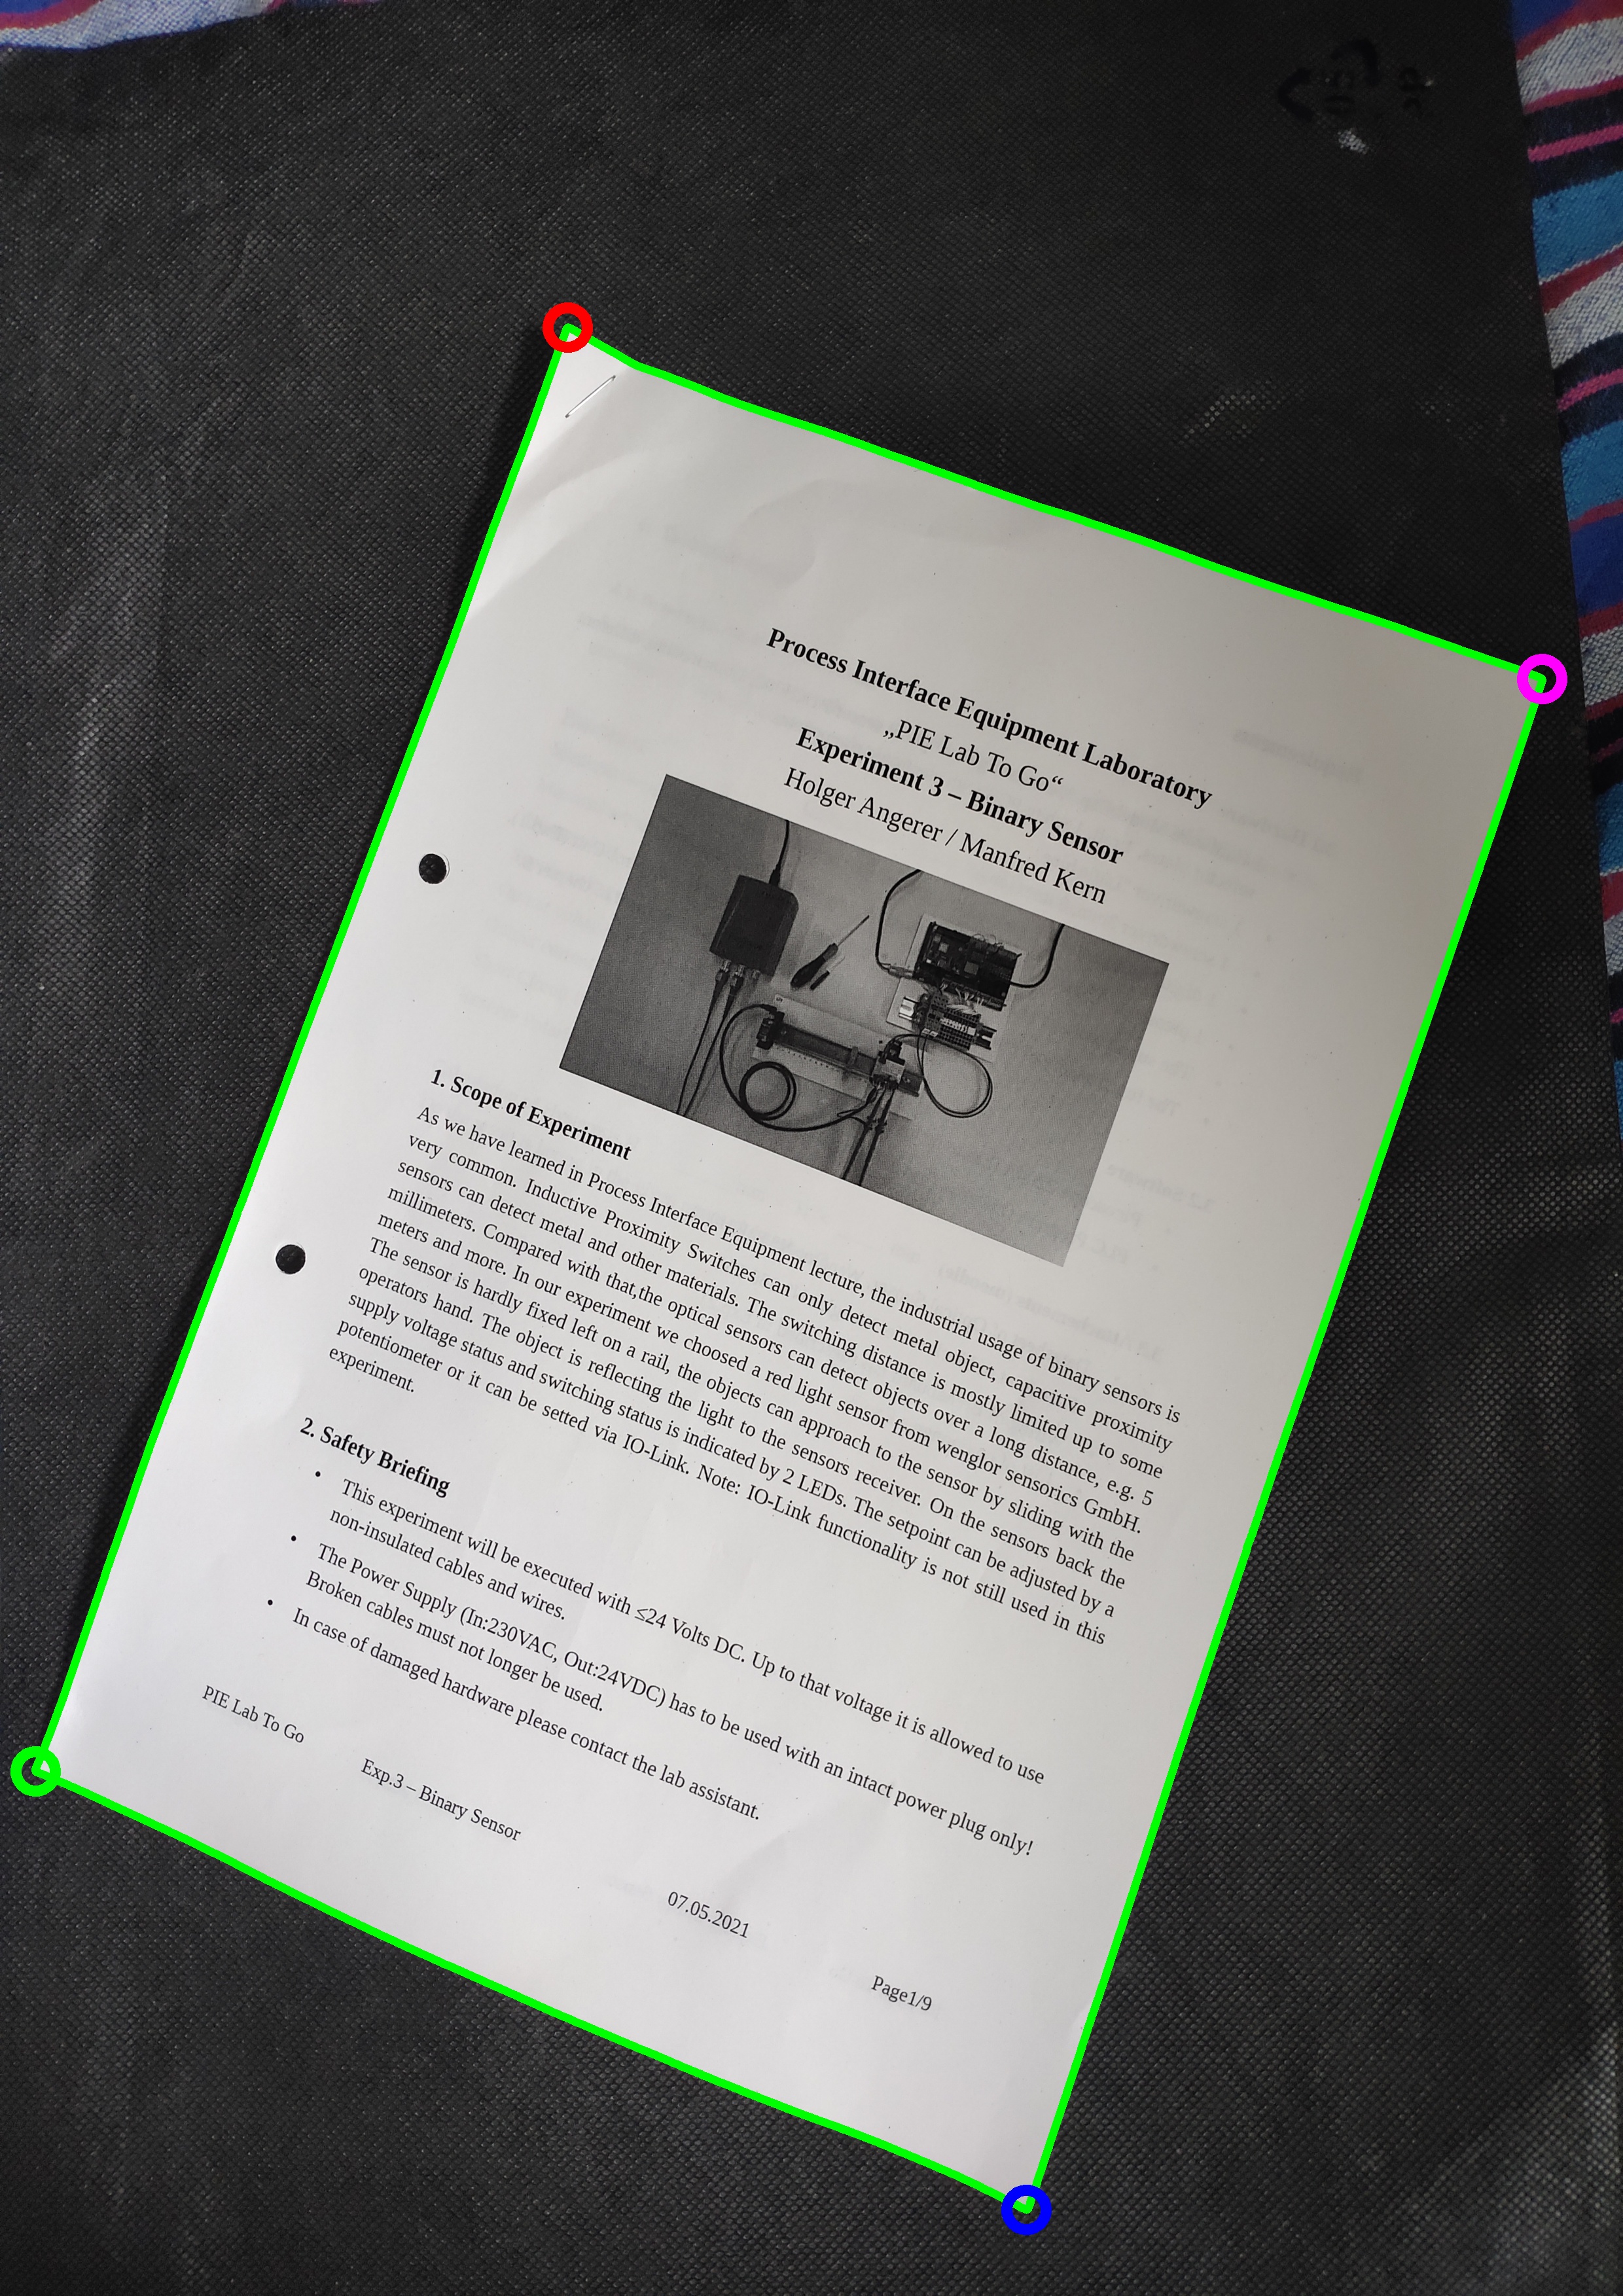 Process Interface Equipment Laboratory
„PIE Lab To Go“
Experiment 3 – Binary Sensor
Holger Angerer / Manfred Kern
1. Scope of Experiment
As we have learned in Process Interface Equipment lecture, the industrial usage of binary sensors is
very common. Inductive Proximity Switches can only detect metal object, capacitive proximity
sensors can detect metal and other materials. The switching distance is mostly limited up to some
millimeters. Compared with that,the optical sensors can detect objects over a long distance, e.g. 5
meters and more. In our experiment we choosed a red light sensor from wenglor sensorics GmbH.
The sensor is hardly fixed left on a rail, the objects can approach to the sensor by sliding with the
operators hand. The object is reflecting the light to the sensors receiver. On the sensors back the
supply voltage status and switching status is indicated by 2 LEDs. The setpoint can be adjusted by a
potentiometer or it can be setted via IO-Link. Note: IO-Link functionality is not still used in this
experiment.
2. Safety Briefing
• This experiment will be executed with ≤24 Volts DC. Up to that voltage it is allowed to use
non-insulated cables and wires.
• The Power Supply (In:230VAC, Out:24VDC) has to be used with an intact power plug only!
Broken cables must not longer be used.
• In case of damaged hardware please contact the lab assistant.
PIE Lab To Go
Exp.3 – Binary Sensor
07.05.2021
Page1/9